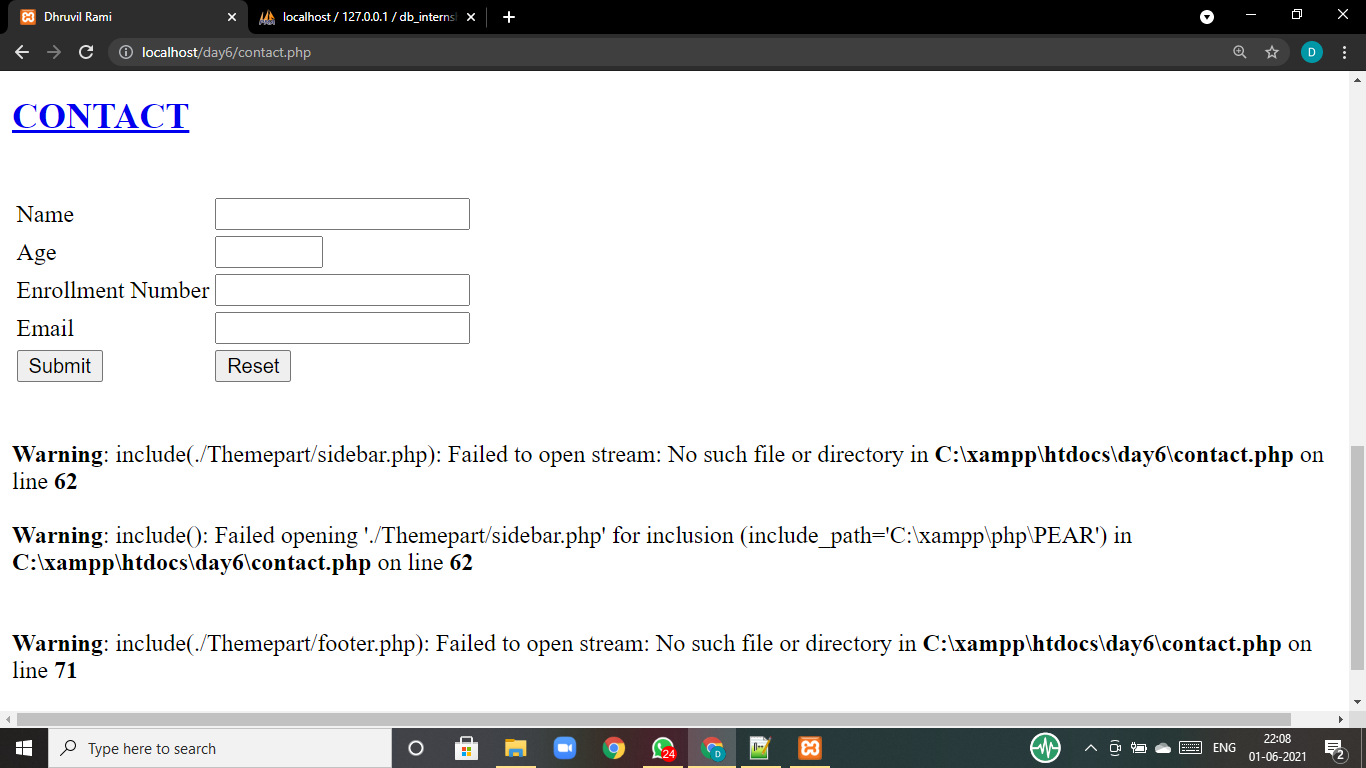 Dhruvil Rami
localhost / 127.0.0.1 / db_interns
localhost/day6/contact.php
D
CONTACT
Name
Age
Enrollment Number
Email
Submit Reset
Warning: include(./Themepart/sidebar.php): Failed to open stream: No such file or directory in C:\xampp\htdocs\day6\contact.php on
line 62
Warning: include(): Failed opening './Themepart/sidebar.php' for inclusion (include_path='C:\xampp\php\PEAR') in
C:\xampp\htdocs\day6\contact.php on line 62
Warning: include(./Themepart/footer.php): Failed to open stream: No such file or directory in C:\xampp\htdocs\day6\contact.php on
line 71
Type here to search
24
D
ENG
22:08
01-06-2021
2